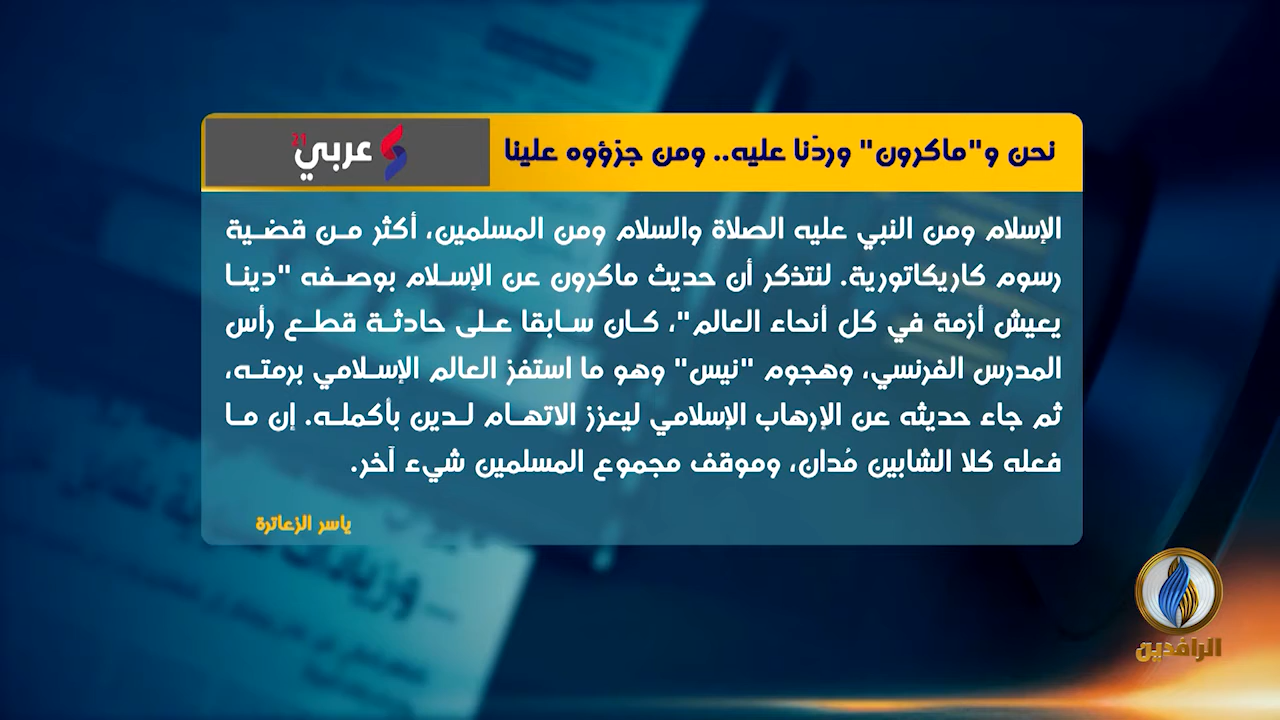 نحن و"ماكرون" وردّنا عليه.. ومن جرّؤوه علينا
عربي 21
الإسلام ومن النبي عليه الصلاة والسلام ومن المسلمين، أكثر من قضية
رسوم كاريكاتورية. لنتذكر أن حديث ماكرون عن الإسلام بوصفه "دينا
يعيش أزمة في كل أنحاء العالم"، كان سابقا على حادثة قطع رأس
المدرس الفرنسي، وهجوم "نيس" وهو ما استفز العالم الإسلامي برمته،
ثم جاء حديثه عن الإرهاب الإسلامي ليعزز الاتهام لدين بأكمله. إن ما
فعله كلا الشابين مُدان، وموقف مجموع المسلمين شيء آخر.
ياسر الزعاترة
الرافدين